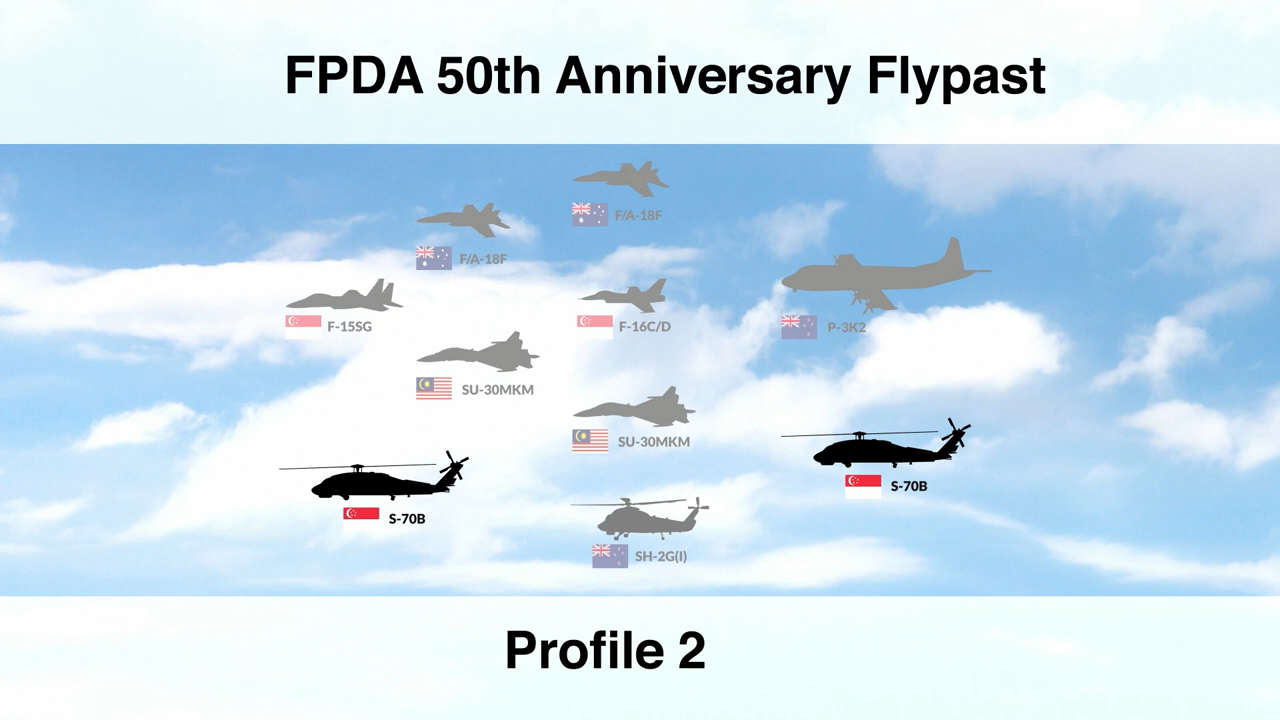 FPDA 50th Anniversary Flypast
F/A-18F
F/A-18F
F-15SG
F-16C/D
P-3K2
SU-30MKM
SU-30MKM
S-70B
S-70B
SH-2G(I)
Profile 2